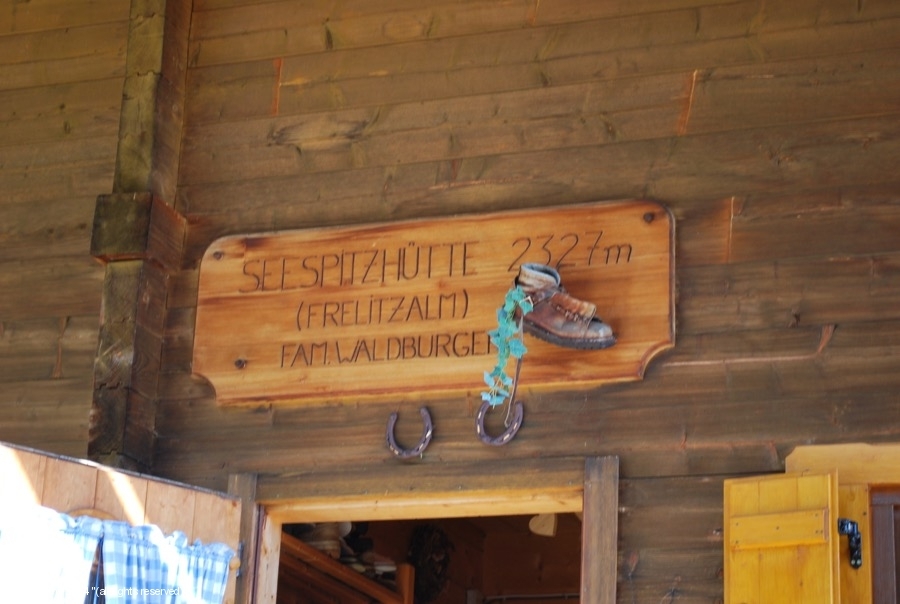 SEESPITZHÜTTE 2327m
(FRELITZALM)
FAM. WALDBURGER